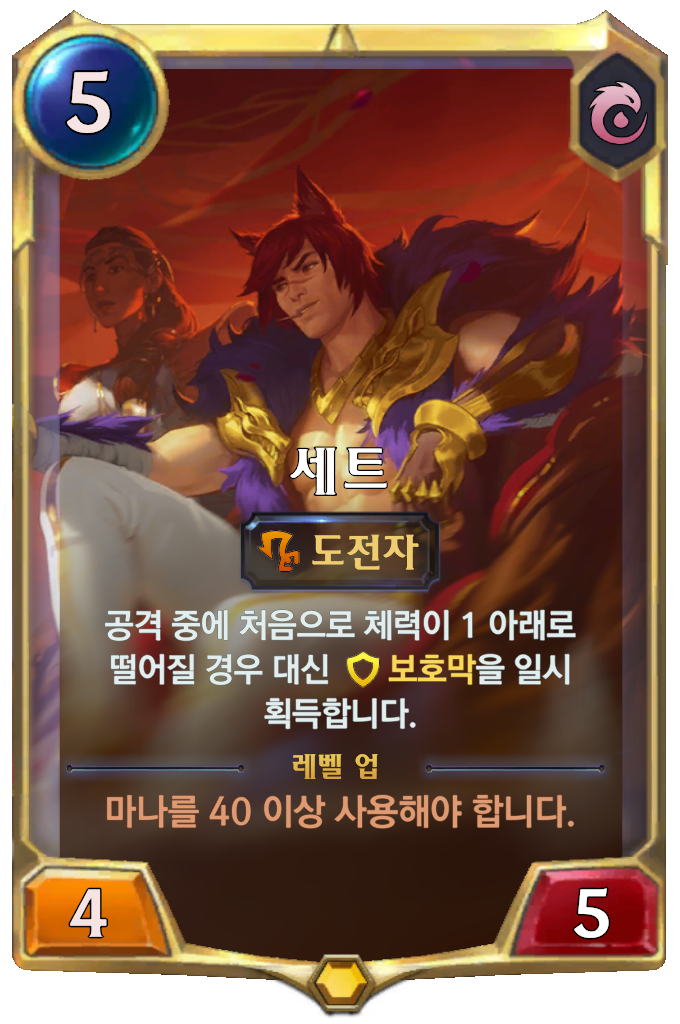 5
세트
도전자
공격 중에 처음으로 체력이 1 아래로
떨어질 경우 대신 보호막을 일시
획득합니다.
레벨 업
마나를 40 이상 사용해야 합니다.
4
5